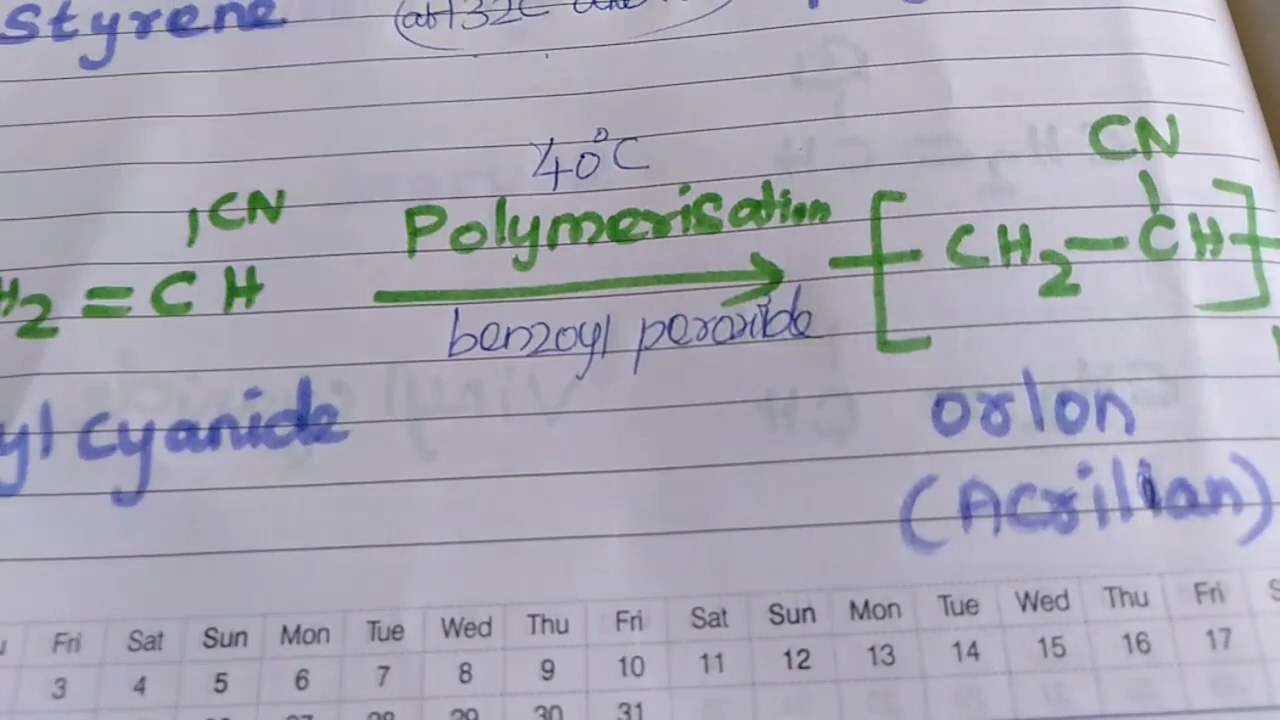 Styrene
40°C
CN CN
H2 = CH Polymerisation [ CH2 - CH ]
benzoyl peroxide
yl cyanide orlon
(Acrillan)
Fri Sat Sun Mon Tue Wed Thu Fri Sat Sun Mon Tue Wed Thu Fri S
3 4 5 6 7 8 9 10 11 12 13 14 15 16 17
30 31